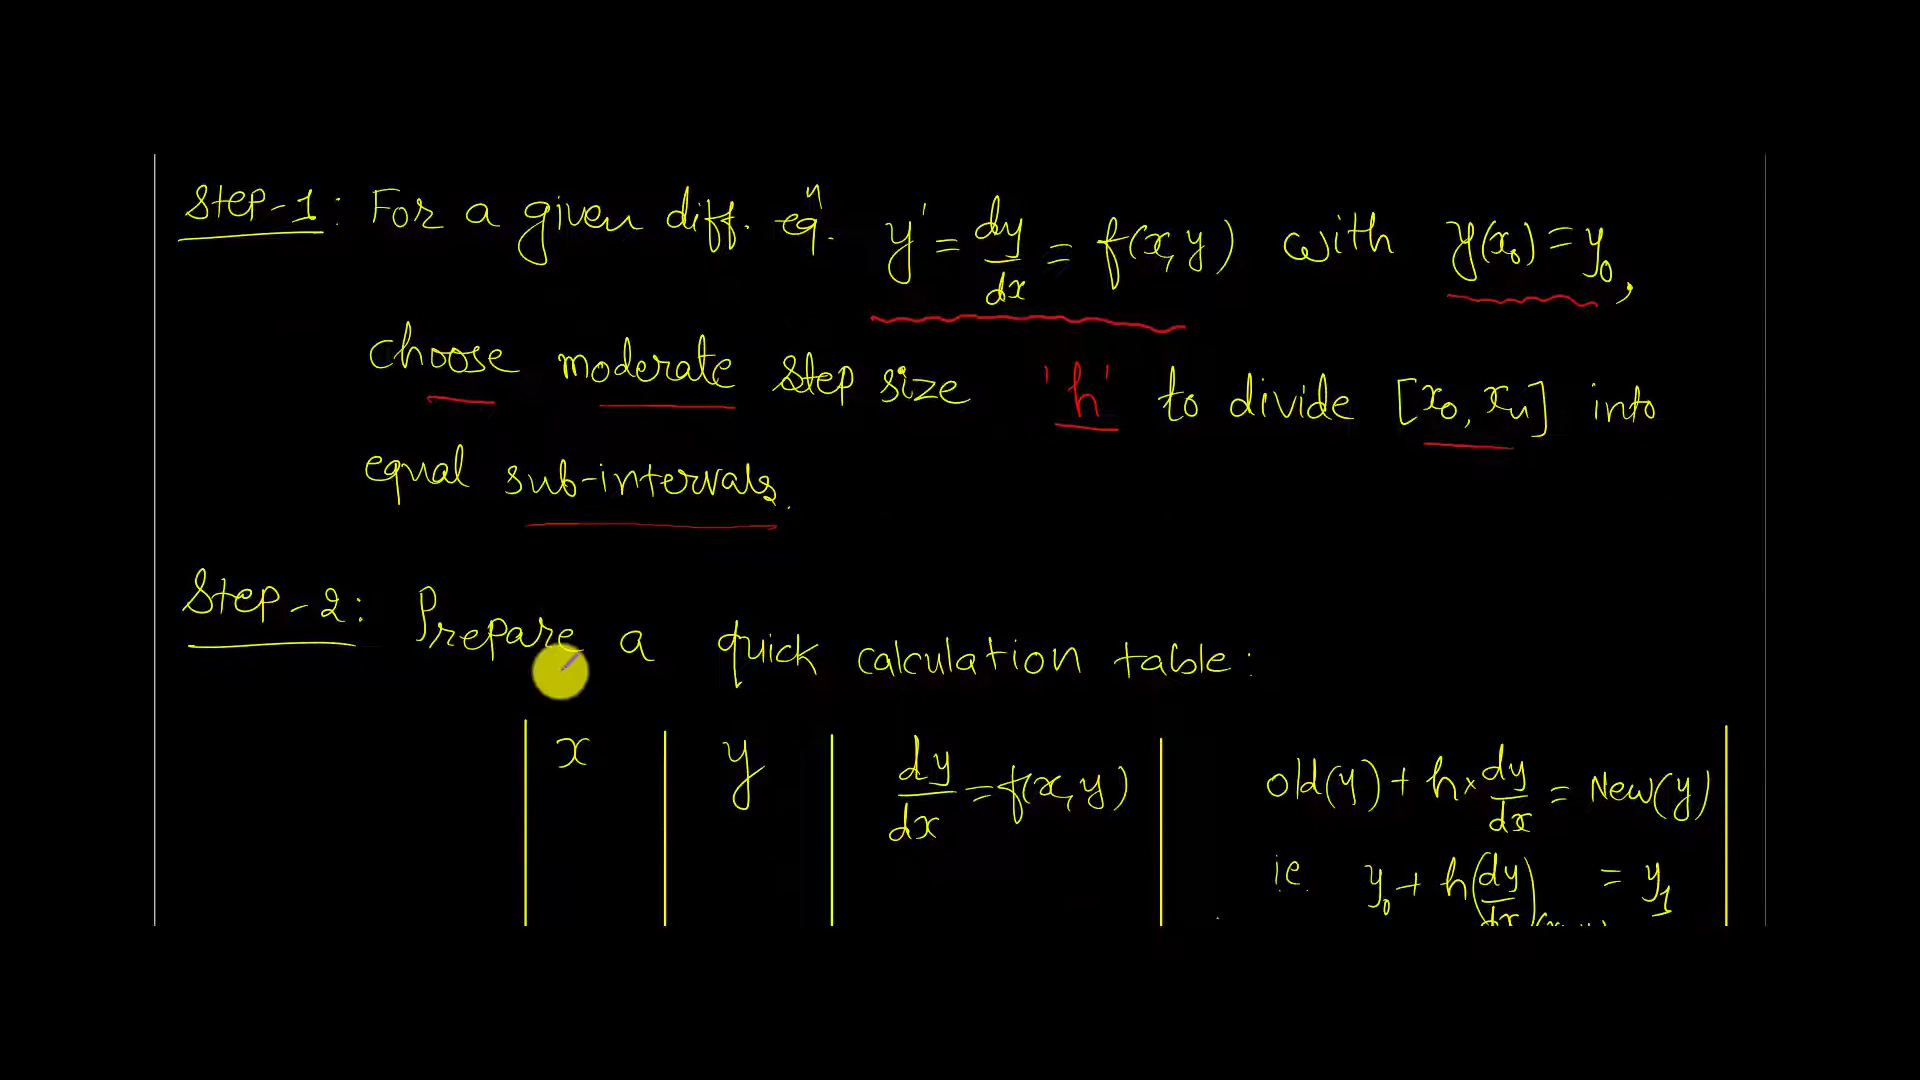 Step-1: For a given diff. eqⁿ. y' = dy/dx = f(x,y) with y(x₀) = y₀,
choose moderate step size 'h' to divide [x₀, xₙ] into
equal sub-intervals.
Step-2: Prepare a quick calculation table:
x y dy/dx = f(x,y) old(y) + h × dy/dx = New(y)
i.e. y₀ + h(dy/dx) = y₁